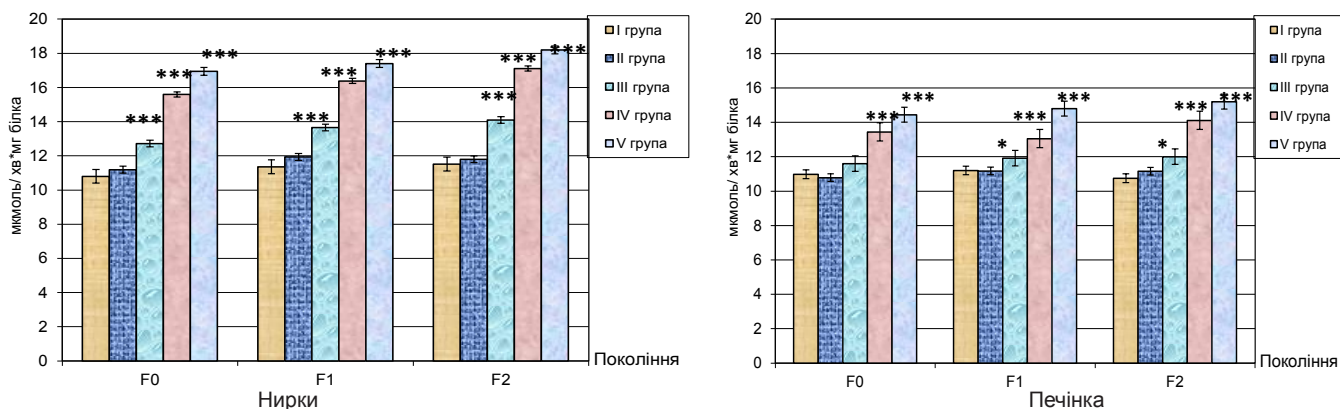 20
18
16
14
12
10
8
6
4
2
0
мкмоль/ хв*мг білка
***
***
***
***
***
***
***
***
***
F0
F1
F2
Покоління
Нирки
I група
II група
III група
IV група
V група
20
18
16
14
12
10
8
6
4
2
0
мкмоль/ хв*мг білка
***
***
*
***
***
*
***
***
F0
F1
F2
Покоління
Печінка
I група
II група
III група
IV група
V група